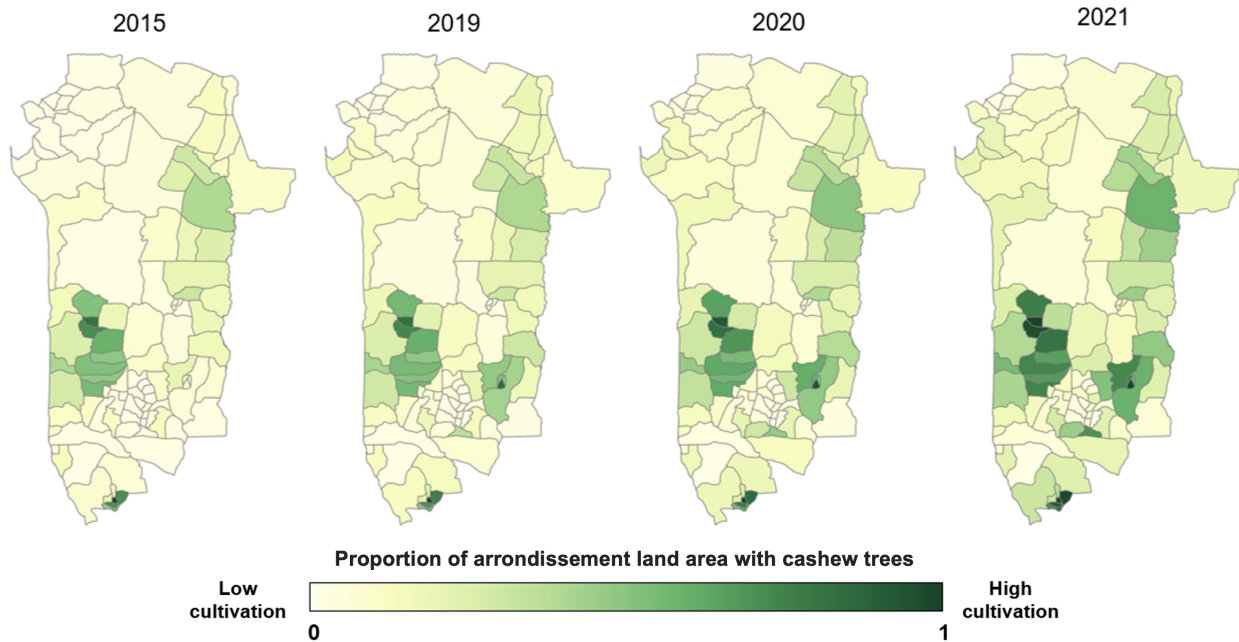 2015
2019
2020
2021
Proportion of arrondissement land area with cashew trees
Low
cultivation
High
cultivation
0
1